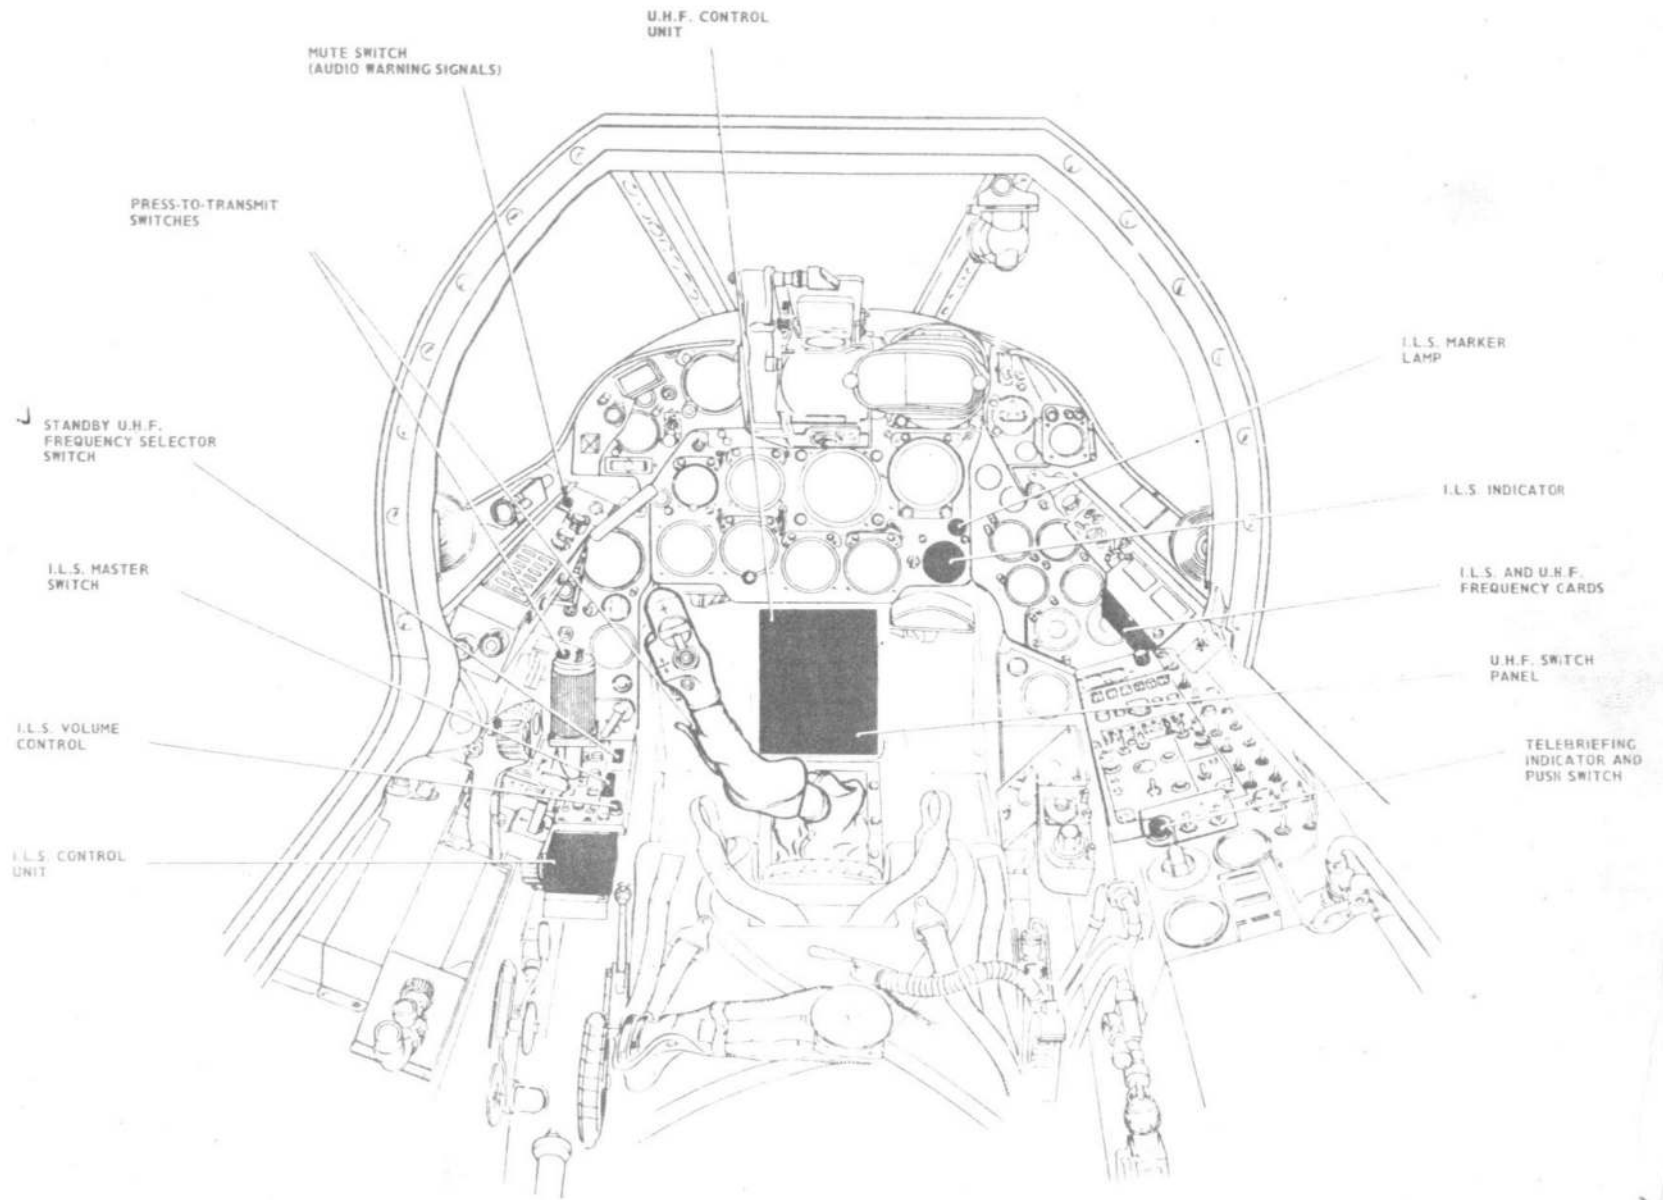 U.H.F. CONTROL
UNIT
MUTE SWITCH
(AUDIO WARNING SIGNALS)
PRESS-TO-TRANSMIT
SWITCHES
I.L.S. MARKER
LAMP
STANDBY U.H.F.
FREQUENCY SELECTOR
SWITCH
I.L.S. INDICATOR
I.L.S. MASTER
SWITCH
I.L.S. AND U.H.F.
FREQUENCY CARDS
U.H.F. SWITCH
PANEL
I.L.S. VOLUME
CONTROL
TELEBRIEFING
INDICATOR AND
PUSH SWITCH
I.L.S. CONTROL
UNIT